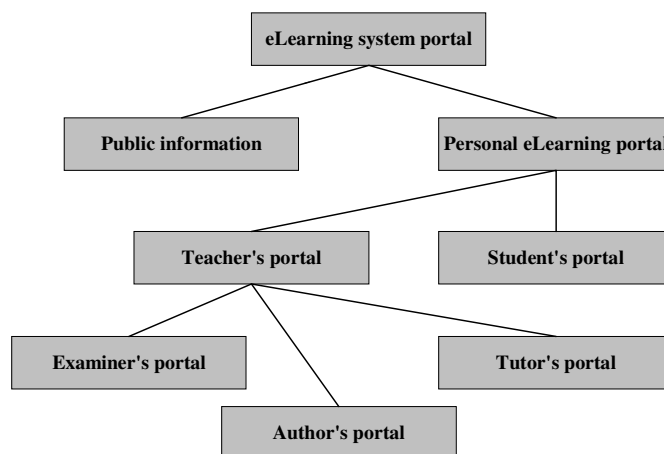 eLearning system portal
Public information
Personal eLearning portal
Teacher's portal
Student's portal
Examiner's portal
Tutor's portal
Author's portal